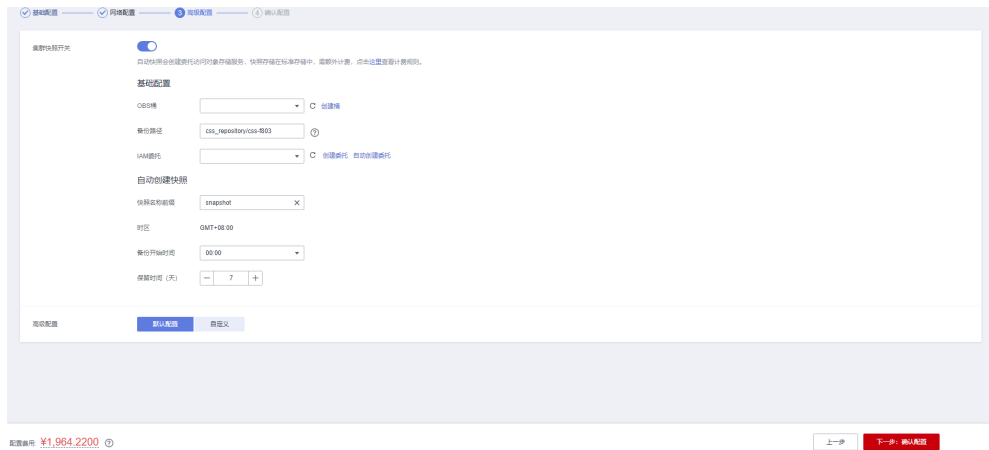 基础配置 网络配置 3 高级配置 4 确认配置
集群快照开关
自动快照会创建委托访问对象存储服务，快照存储在标准存储中，需额外计费，点击这里查看计费规则。
基础配置
OBS桶 创建桶
备份路径 css_repository/css-f803
IAM委托 创建委托 自动创建委托
自动创建快照
快照名称前缀 snapshot
时区 GMT+08:00
备份开始时间 00:00
保留时间（天） 7
高级配置 默认配置 自定义
配置费用: ¥1,964.2200 上一步 下一步：确认配置